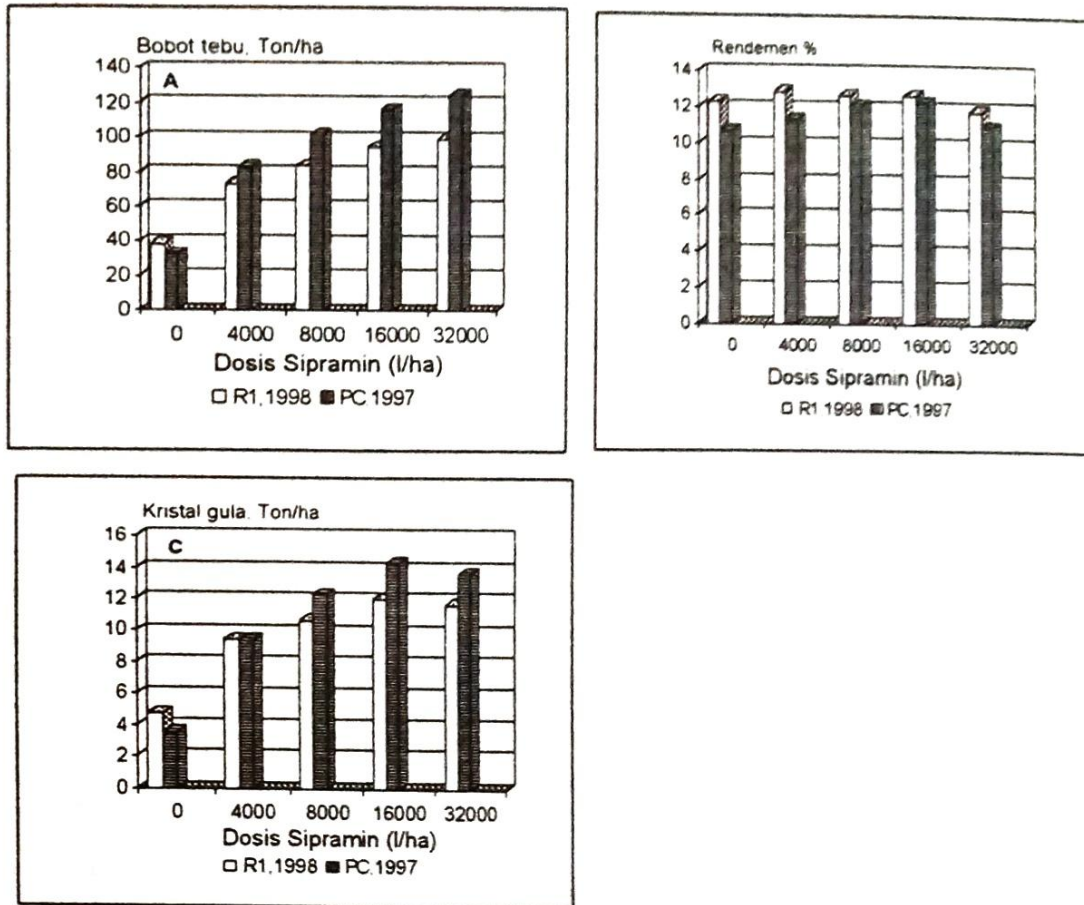 Bobot tebu, Ton/ha
A
140
120
100
80
60
40
20
0
0 4000 8000 16000 32000
Dosis Sipramin (l/ha)
R1,1998 PC,1997
Rendemen %
14
12
10
8
6
4
2
0
0 4000 8000 16000 32000
Dosis Sipramin (l/ha)
R1 1998 PC,1997
Kristal gula, Ton/ha
C
16
14
12
10
8
6
4
2
0
0 4000 8000 16000 32000
Dosis Sipramin (l/ha)
R1,1998 PC,1997